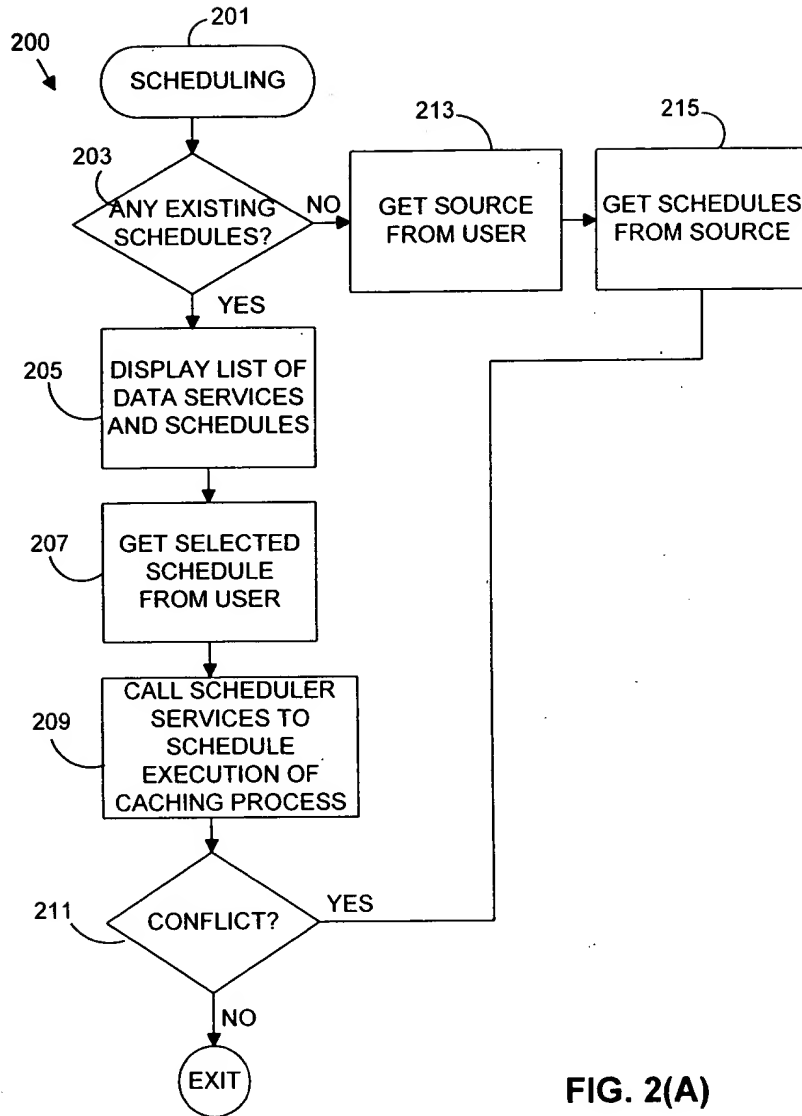 200
201
SCHEDULING
203
ANY EXISTING
SCHEDULES?
NO
213
GET SOURCE
FROM USER
215
GET SCHEDULES
FROM SOURCE
YES
205
DISPLAY LIST OF
DATA SERVICES
AND SCHEDULES
207
GET SELECTED
SCHEDULE
FROM USER
209
CALL SCHEDULER
SERVICES TO
SCHEDULE
EXECUTION OF
CACHING PROCESS
211
CONFLICT?
YES
NO
EXIT
FIG. 2(A)